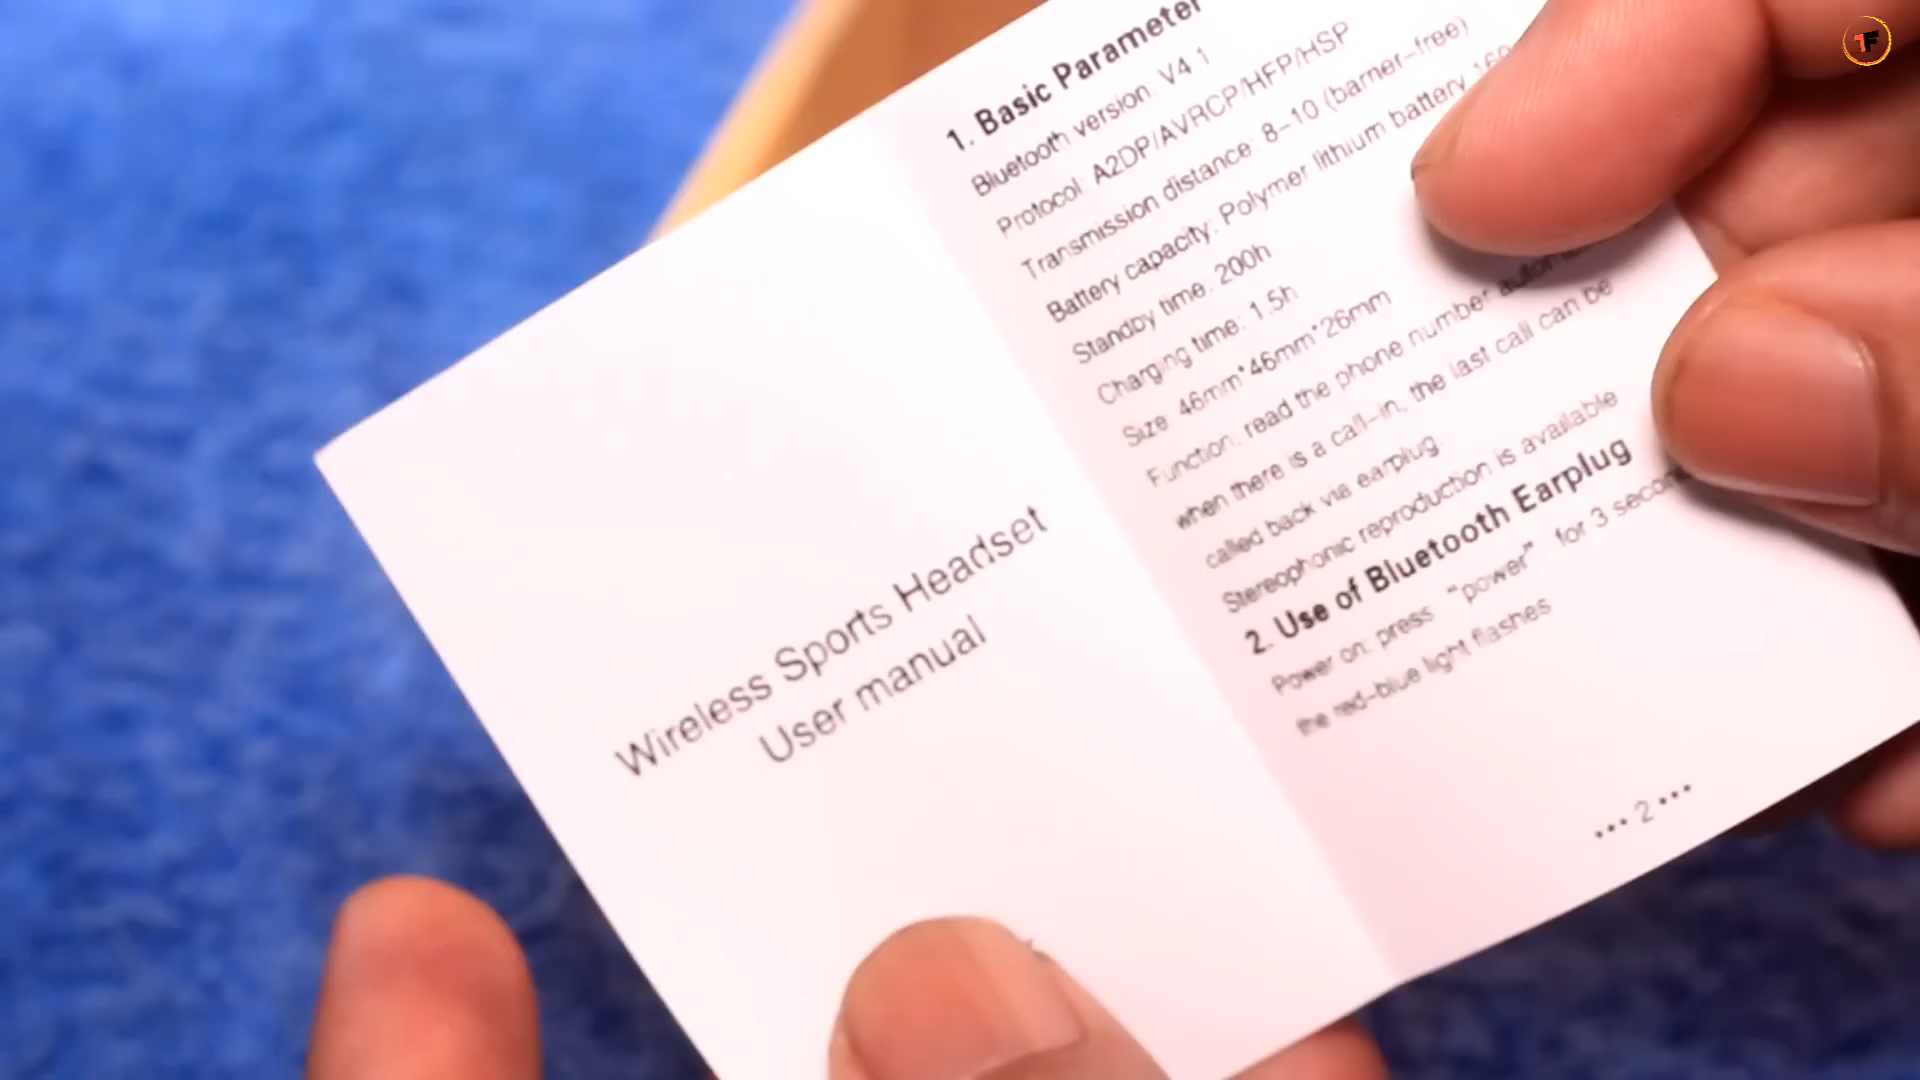 Wireless Sports Headset
User manual
1. Basic Parameter
Bluetooth version: V4.1
Protocol: A2DP/AVRCP/HFP/HSP
Transmission distance: 8-10 (barrier-free)
Battery capacity: Polymer lithium battery
Standby time: 200h
Charging time: 1.5h
Size: 46mm*46mm*26mm
Function: read the phone number
when there is a call-in, the last call can be
called back via earplug.
Stereophonic reproduction is available
2. Use of Bluetooth Earplug
Power on: press "power" for 3
the red-blue light flashes
••• 2 •••